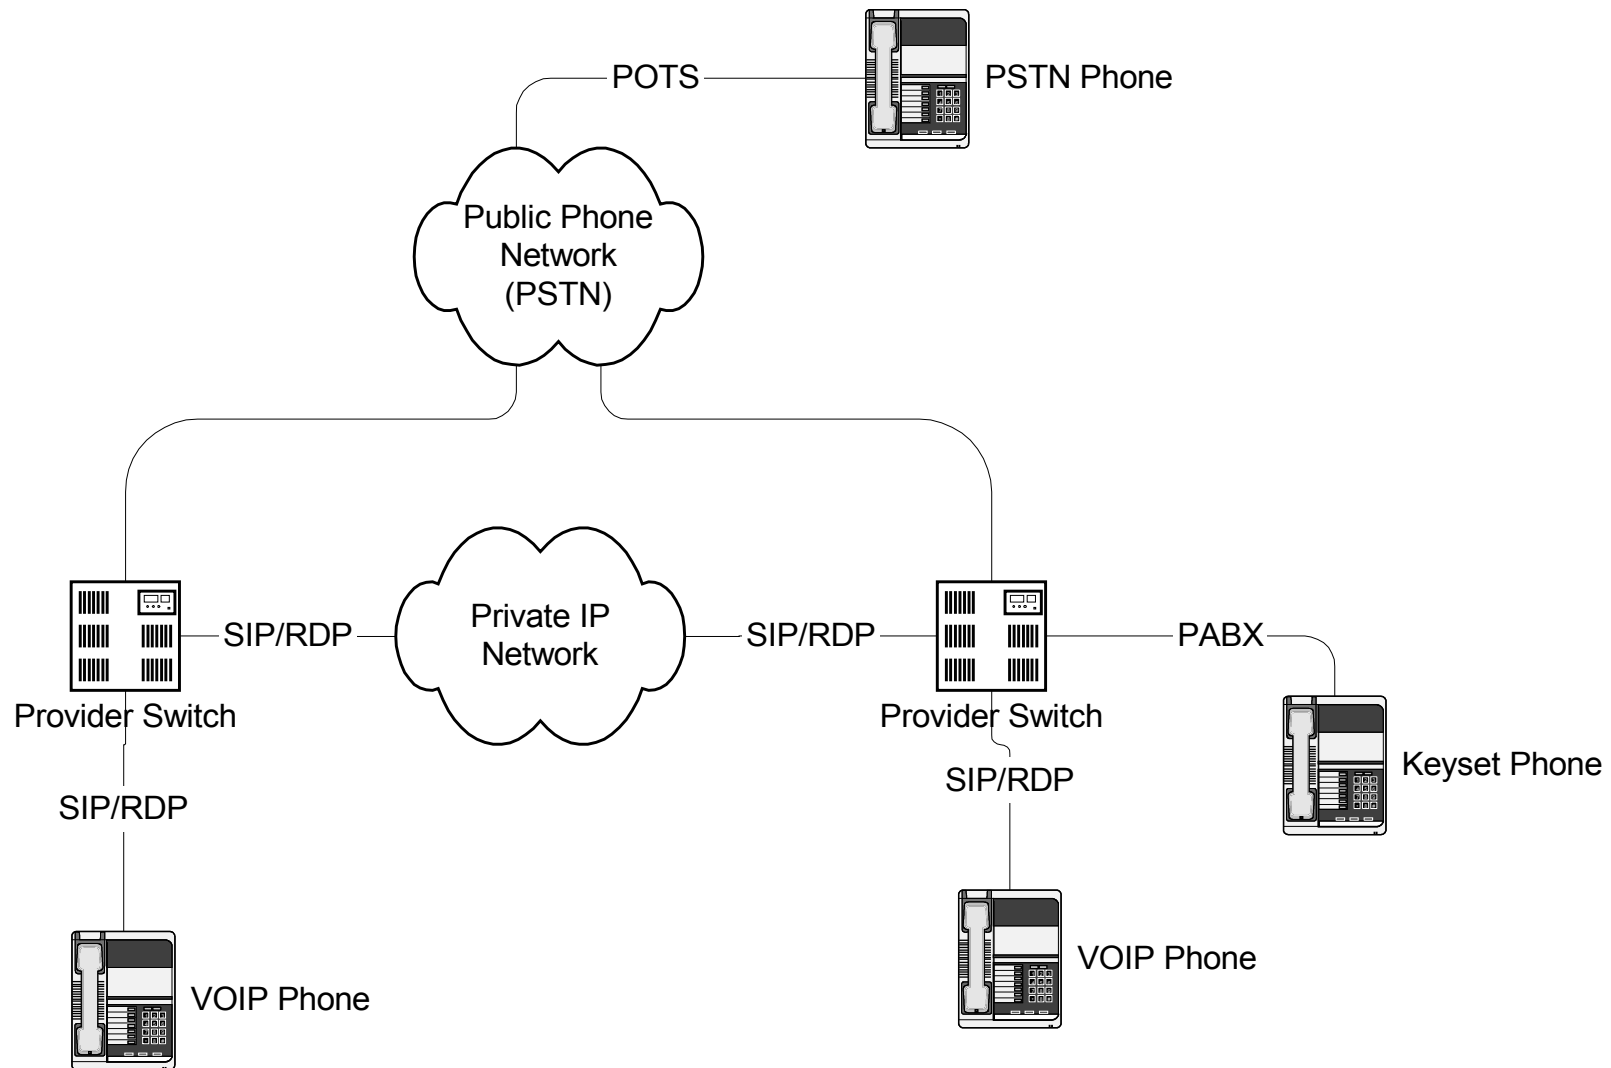 POTS
PSTN Phone
Public Phone
Network
(PSTN)
SIP/RDP
Private IP
Network
SIP/RDP
PABX
Provider Switch
Provider Switch
Keyset Phone
SIP/RDP
SIP/RDP
VOIP Phone
VOIP Phone